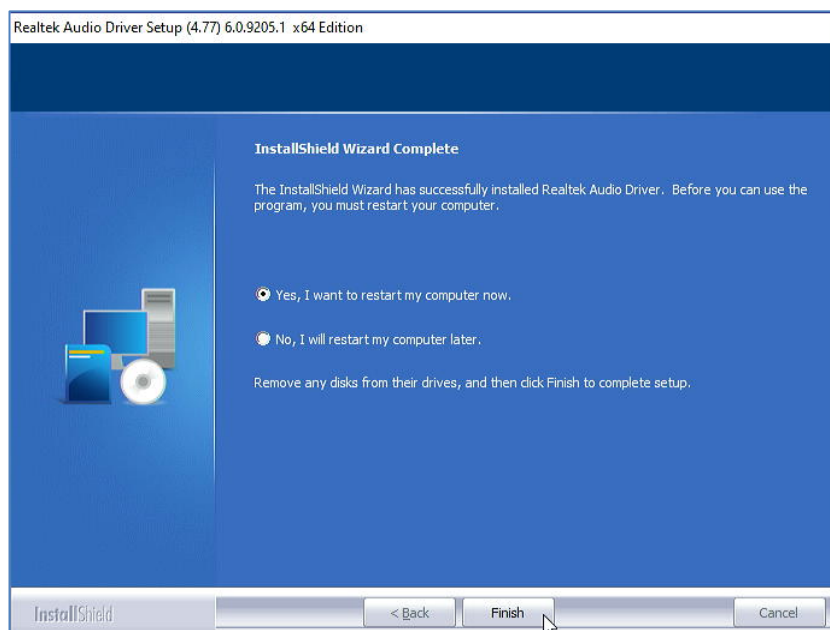 Realtek Audio Driver Setup (4.77) 6.0.9205.1 x64 Edition
InstallShield Wizard Complete
The InstallShield Wizard has successfully installed Realtek Audio Driver. Before you can use the
program, you must restart your computer.
Yes, I want to restart my computer now.
No, I will restart my computer later.
Remove any disks from their drives, and then click Finish to complete setup.
InstallShield
< Back
Finish
Cancel